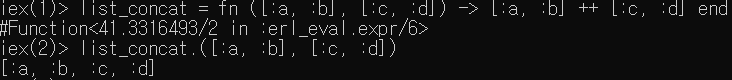 iex(1)> list_concat = fn ([:a, :b], [:c, :d]) -> [:a, :b] ++ [:c, :d] end
#Function<41.3316493/2 in :erl_eval.expr/6>
iex(2)> list_concat.([:a, :b], [:c, :d])
[:a, :b, :c, :d]